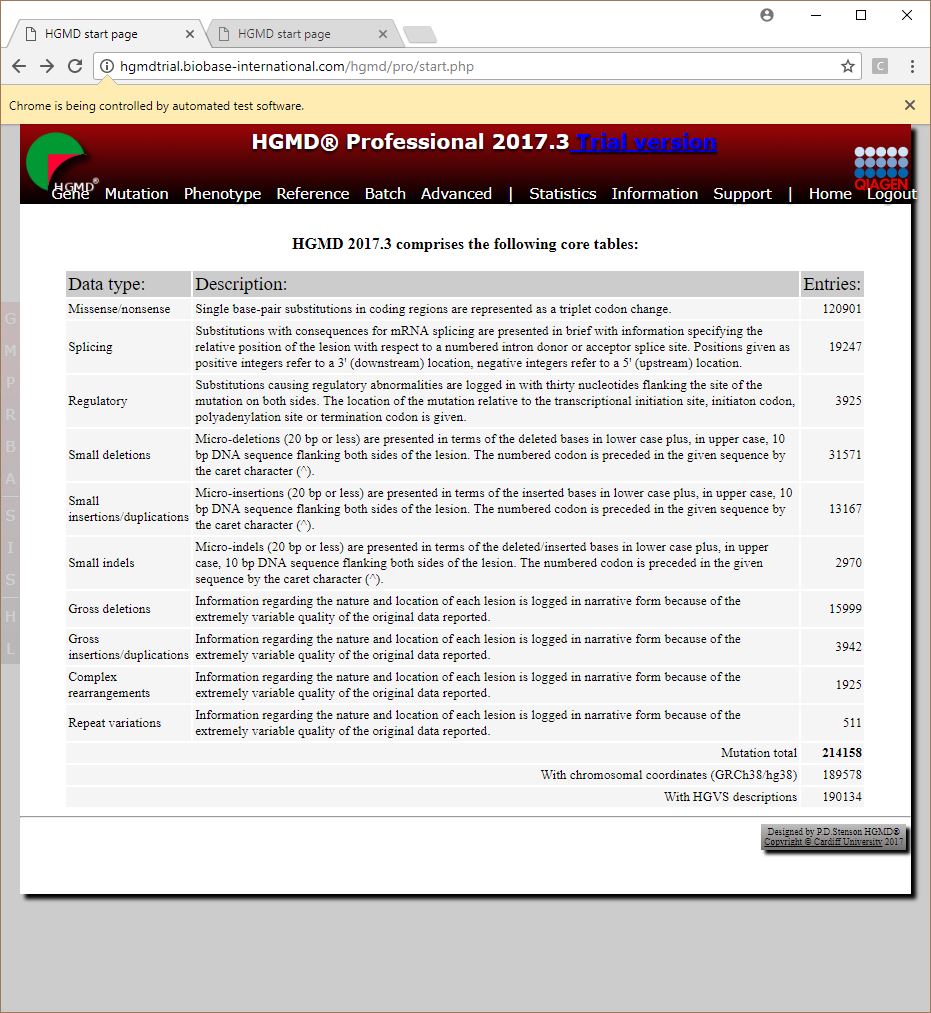 HGMD start page
HGMD start page
hgmdtrial.biobase-international.com/hgmd/pro/start.php
C
Chrome is being controlled by automated test software.
HGMD® Professional 2017.3 Trial version
HGMD®
QIAGEN
Gene Mutation Phenotype Reference Batch Advanced | Statistics Information Support | Home Logout
G
M
P
R
B
A
S
I
S
H
L
HGMD 2017.3 comprises the following core tables:
Data type: Description: Entries:
Missense/nonsense Single base-pair substitutions in coding regions are represented as a triplet codon change. 120901
Substitutions with consequences for mRNA splicing are presented in brief with information specifying the
Splicing relative position of the lesion with respect to a numbered intron donor or acceptor splice site. Positions given as 19247
positive integers refer to a 3' (downstream) location, negative integers refer to a 5' (upstream) location.
Substitutions causing regulatory abnormalities are logged in with thirty nucleotides flanking the site of the
Regulatory mutation on both sides. The location of the mutation relative to the transcriptional initiation site, initiaton codon, 3925
polyadenylation site or termination codon is given.
Micro-deletions (20 bp or less) are presented in terms of the deleted bases in lower case plus, in upper case, 10
Small deletions bp DNA sequence flanking both sides of the lesion. The numbered codon is preceded in the given sequence by 31571
the caret character (^).
Small Micro-insertions (20 bp or less) are presented in terms of the inserted bases in lower case plus, in upper case, 10
insertions/duplications bp DNA sequence flanking both sides of the lesion. The numbered codon is preceded in the given sequence by 13167
the caret character (^).
Micro-indels (20 bp or less) are presented in terms of the deleted/inserted bases in lower case plus, in upper
Small indels case, 10 bp DNA sequence flanking both sides of the lesion. The numbered codon is preceded in the given 2970
sequence by the caret character (^).
Gross deletions Information regarding the nature and location of each lesion is logged in narrative form because of the 15999
extremely variable quality of the original data reported.
Gross Information regarding the nature and location of each lesion is logged in narrative form because of the 3942
insertions/duplications extremely variable quality of the original data reported.
Complex Information regarding the nature and location of each lesion is logged in narrative form because of the 1925
rearrangements extremely variable quality of the original data reported.
Repeat variations Information regarding the nature and location of each lesion is logged in narrative form because of the 511
extremely variable quality of the original data reported.
Mutation total 214158
With chromosomal coordinates (GRCh38/hg38) 189578
With HGVS descriptions 190134
Designed by P.D.Stenson HGMD®
Copyright © Cardiff University 2017